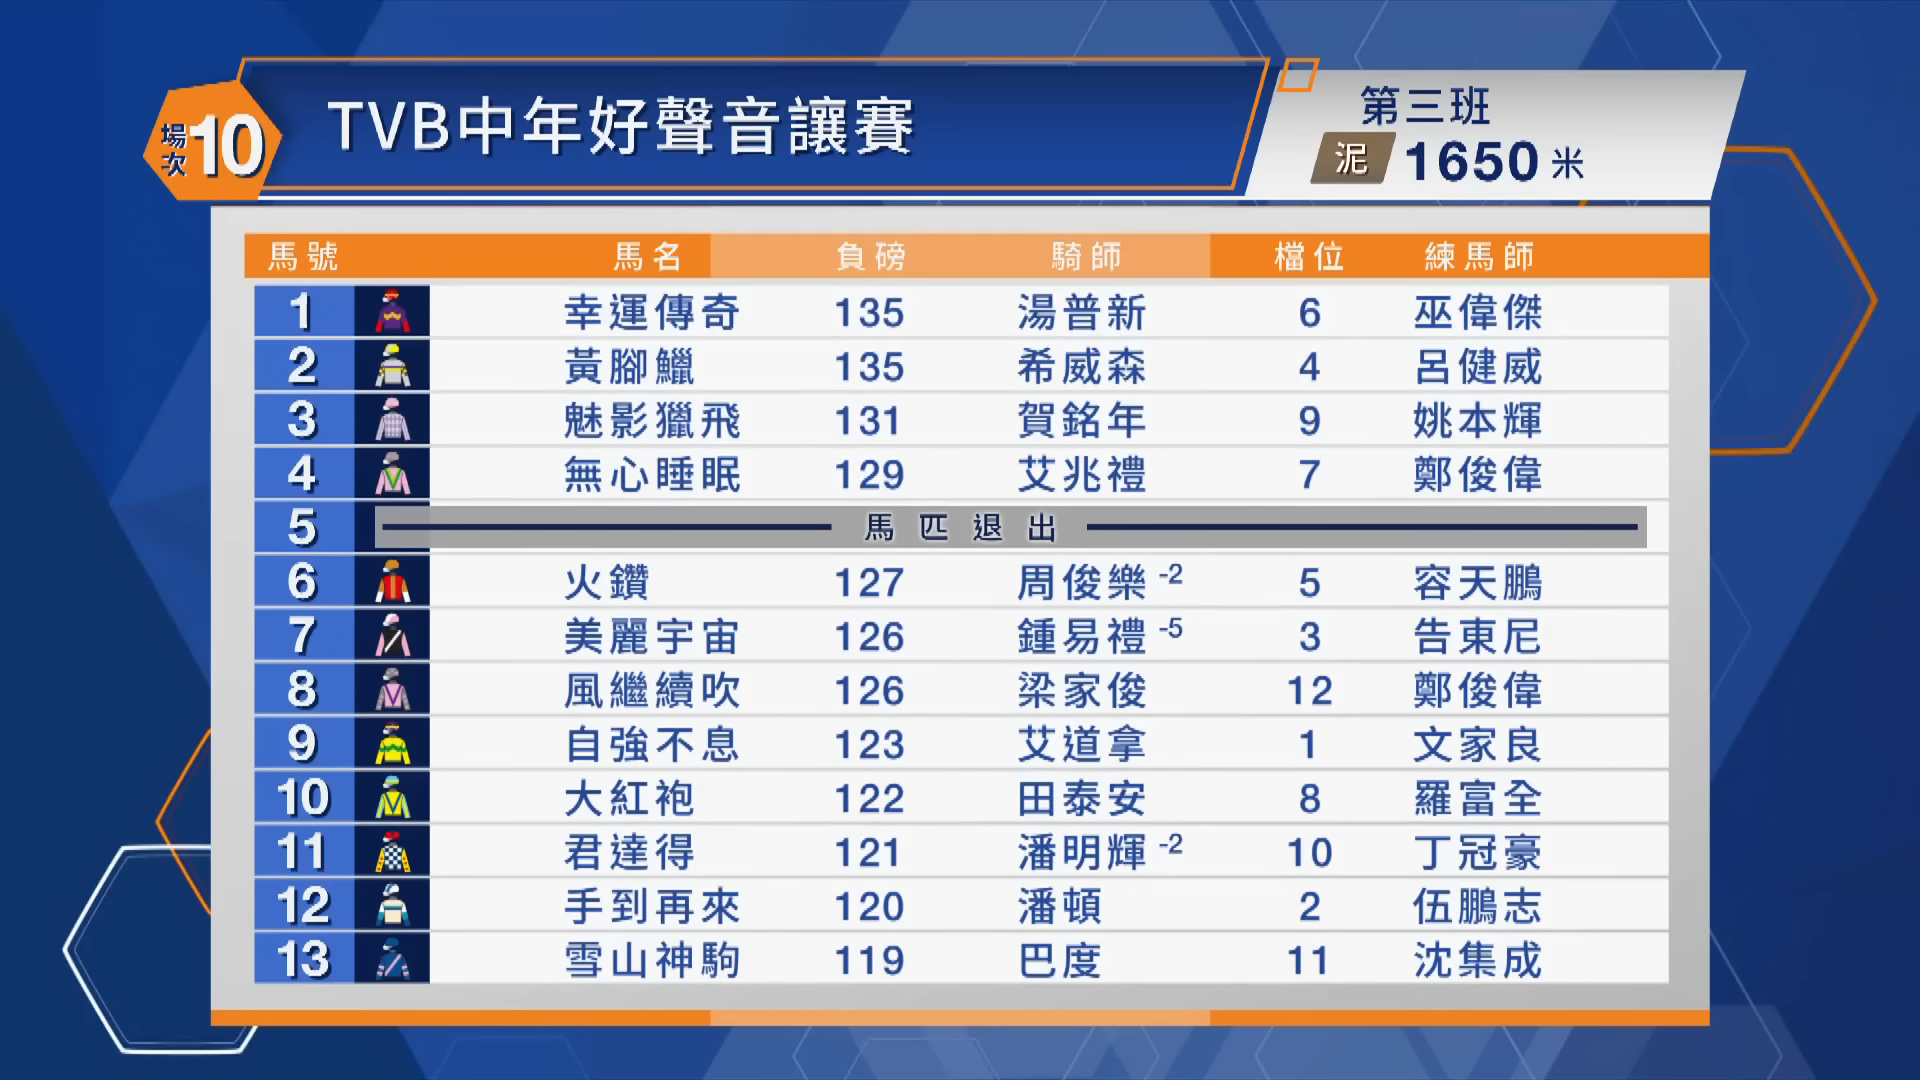 場次 10 TVB中年好聲音讓賽
第三班
泥 1650 米
馬號 馬名 負磅 騎師 檔位 練馬師
1 幸運傳奇 135 湯普新 6 巫偉傑
2 黃腳鱲 135 希威森 4 呂健威
3 魅影獵飛 131 賀銘年 9 姚本輝
4 無心睡眠 129 艾兆禮 7 鄭俊偉
5 馬匹退出
6 火鑽 127 周俊樂 -2 5 容天鵬
7 美麗宇宙 126 鍾易禮 -5 3 告東尼
8 風繼續吹 126 梁家俊 12 鄭俊偉
9 自強不息 123 艾道拿 1 文家良
10 大紅袍 122 田泰安 8 羅富全
11 君達得 121 潘明輝 -2 10 丁冠豪
12 手到再來 120 潘頓 2 伍鵬志
13 雪山神駒 119 巴度 11 沈集成